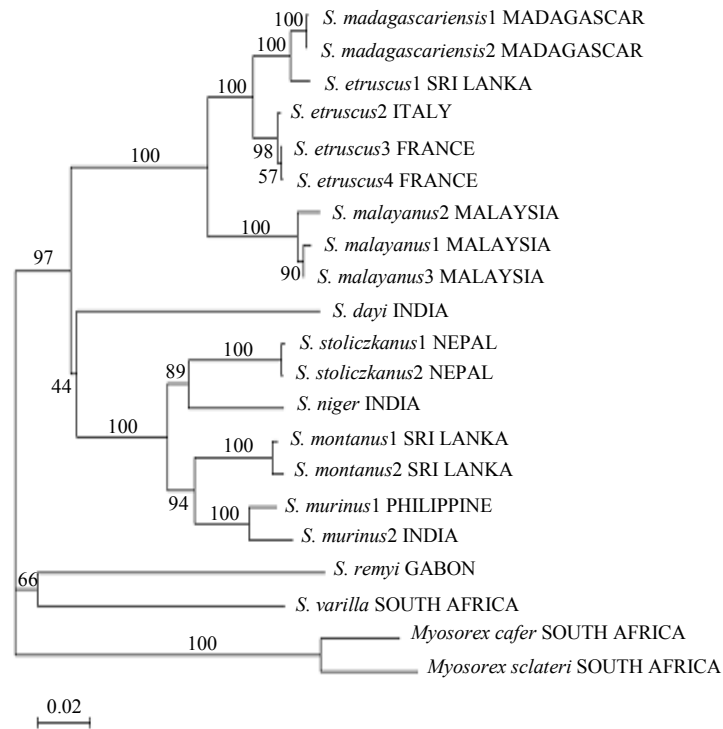 100
S. madagascariensis1 MADAGASCAR
100
S. madagascariensis2 MADAGASCAR
S. etruscus1 SRI LANKA
100
S. etruscus2 ITALY
98
S. etruscus3 FRANCE
100
57
S. etruscus4 FRANCE
S. malayanus2 MALAYSIA
100
S. malayanus1 MALAYSIA
97
90
S. malayanus3 MALAYSIA
S. dayi INDIA
100
S. stoliczkanus1 NEPAL
89
44
S. stoliczkanus2 NEPAL
S. niger INDIA
100
100
S. montanus1 SRI LANKA
S. montanus2 SRI LANKA
94
100
S. murinus1 PHILIPPINE
S. murinus2 INDIA
66
S. remyi GABON
S. varilla SOUTH AFRICA
100
Myosorex cafer SOUTH AFRICA
Myosorex sclateri SOUTH AFRICA
0.02